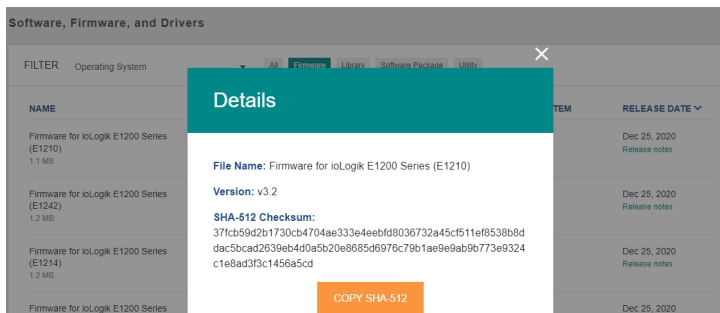 Software, Firmware, and Drivers
FILTER Operating System All Firmware Library Software Package Utility
Details
NAME TEM RELEASE DATE
Firmware for ioLogik E1200 Series
(E1210)
1.1 MB
Dec 25, 2020
Release notes
File Name: Firmware for ioLogik E1200 Series (E1210)
Version: v3.2
Firmware for ioLogik E1200 Series
(E1242)
1.2 MB
Dec 25, 2020
Release notes
SHA-512 Checksum:
37fcb59d2b1730cb4704ae333e4eebfd8036732a45cf511ef8538b8d
dac5bcad2639eb4d0a5b20e8685d6976c79b1ae9e9ab9b773e9324
c1e8ad3f3c1456a5cd
Firmware for ioLogik E1200 Series
(E1214)
1.2 MB
Dec 25, 2020
Release notes
COPY SHA-512
Firmware for ioLogik E1200 Series
Dec 25, 2020